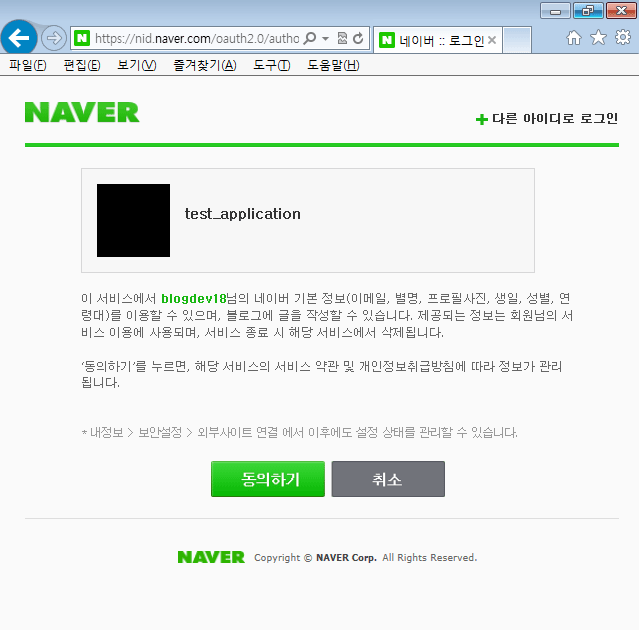 https://nid.naver.com/oauth2.0/autho
네이버 :: 로그인
파일(F) 편집(E) 보기(V) 즐겨찾기(A) 도구(T) 도움말(H)
NAVER
다른 아이디로 로그인
test_application
이 서비스에서 blogdev18님의 네이버 기본 정보(이메일, 별명, 프로필사진, 생일, 성별, 연
령대)를 이용할 수 있으며, 블로그에 글을 작성할 수 있습니다. 제공되는 정보는 회원님의 서
비스 이용에 사용되며, 서비스 종료 시 해당 서비스에서 삭제됩니다.
'동의하기'를 누르면, 해당 서비스의 서비스 약관 및 개인정보취급방침에 따라 정보가 관리
됩니다.
* 내정보 > 보안설정 > 외부사이트 연결 에서 이후에도 설정 상태를 관리할 수 있습니다.
동의하기 취소
NAVER Copyright © NAVER Corp. All Rights Reserved.